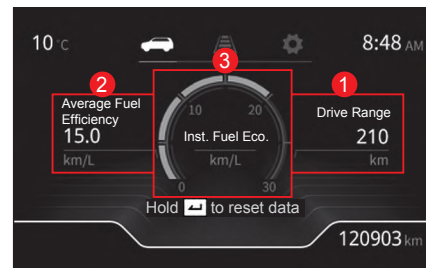 10 °C
8:48 AM
3
2
1
Average Fuel
Efficiency
15.0
km/L
10
20
Inst. Fuel Eco.
km/L
0
30
Drive Range
210
km
Hold to reset data
120903 km